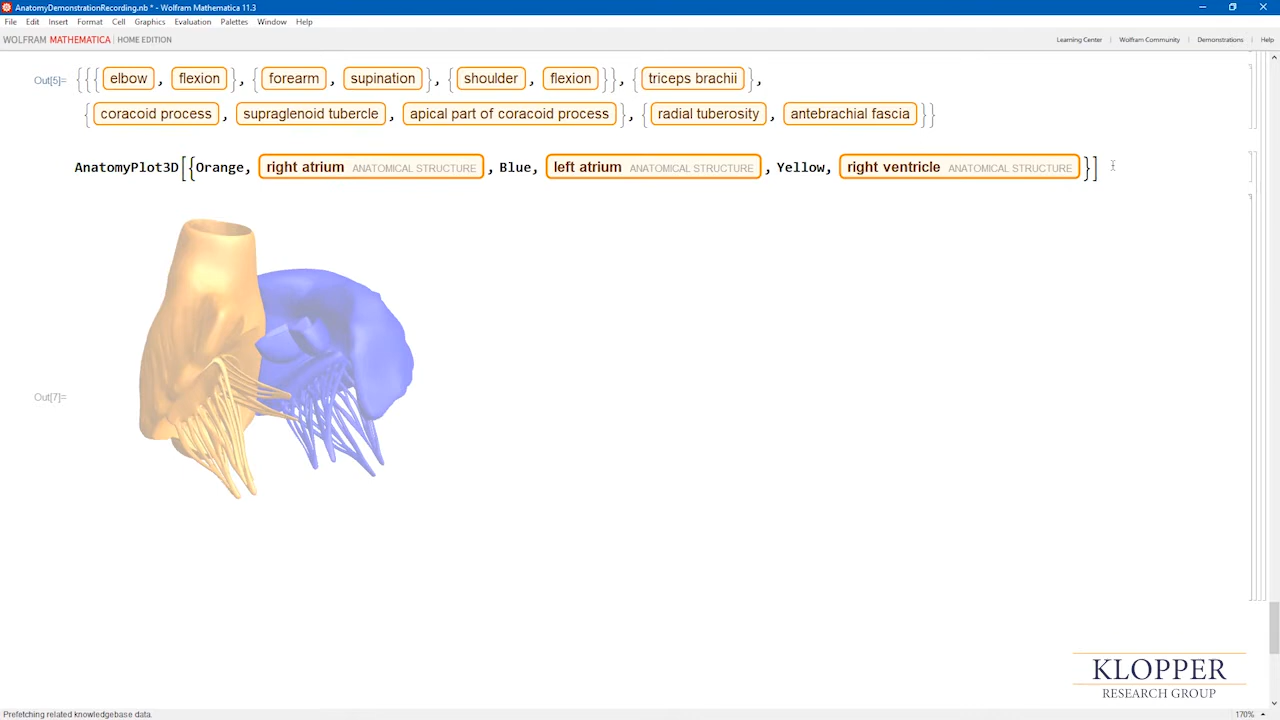 AnatomyDemonstrationRecording.nb * - Wolfram Mathematica 11.3
File Edit Insert Format Cell Graphics Evaluation Palettes Window Help
WOLFRAM MATHEMATICA | HOME EDITION Learning Center | Wolfram Community | Demonstrations | Help
Out[5]= {{{ elbow , flexion }, { forearm , supination }, { shoulder , flexion }}, { triceps brachii },
{ coracoid process , supraglenoid tubercle , apical part of coracoid process }, { radial tuberosity , antebrachial fascia }}
AnatomyPlot3D[{Orange, right atrium ANATOMICAL STRUCTURE , Blue, left atrium ANATOMICAL STRUCTURE , Yellow, right ventricle ANATOMICAL STRUCTURE }]
Out[7]=
KLOPPER
RESEARCH GROUP
Prefetching related knowledgebase data. 170%